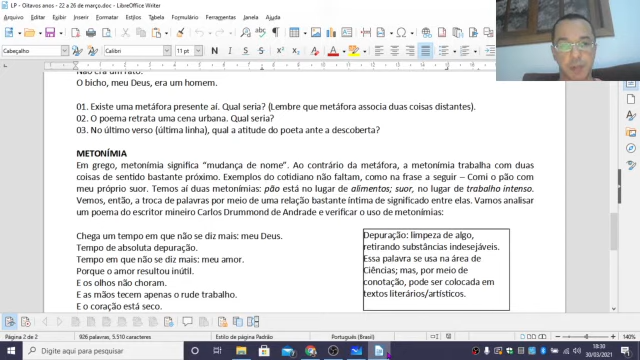 LP - Oitavos anos - 22 a 26 de março.doc - LibreOffice Writer
Arquivo Editar Exibir Inserir Formatar Estilos Tabela Formulário Ferramentas Janela Ajuda
Cabeçalho Calibri 11 pt
Não era um rato.
O bicho, meu Deus, era um homem.
01. Existe uma metáfora presente aí. Qual seria? (Lembre que metáfora associa duas coisas distantes).
02. O poema retrata uma cena urbana. Qual seria?
03. No último verso (última linha), qual a atitude do poeta ante a descoberta?
METONÍMIA
Em grego, metonímia significa “mudança de nome”. Ao contrário da metáfora, a metonímia trabalha com duas
coisas de sentido bastante próximo. Exemplos do cotidiano não faltam, como na frase a seguir – Comi o pão com
meu próprio suor. Temos aí duas metonímias: pão está no lugar de alimentos; suor, no lugar de trabalho intenso.
Vemos, então, a troca de palavras por meio de uma relação bastante íntima de significado entre elas. Vamos analisar
um poema do escritor mineiro Carlos Drummond de Andrade e verificar o uso de metonímias:
Chega um tempo em que não se diz mais: meu Deus.
Tempo de absoluta depuração.
Tempo em que não se diz mais: meu amor.
Porque o amor resultou inútil.
E os olhos não choram.
E as mãos tecem apenas o rude trabalho.
E o coração está seco.
Depuração: limpeza de algo,
retirando substâncias indesejáveis.
Essa palavra se usa na área de
Ciências; mas, por meio de
conotação, pode ser colocada em
textos literários/artísticos.
Página 2 de 2 926 palavras, 5.510 caracteres Estilo de Página Padrão Português (Brasil) 140%
Digite aqui para pesquisar 18:30
30/03/2021